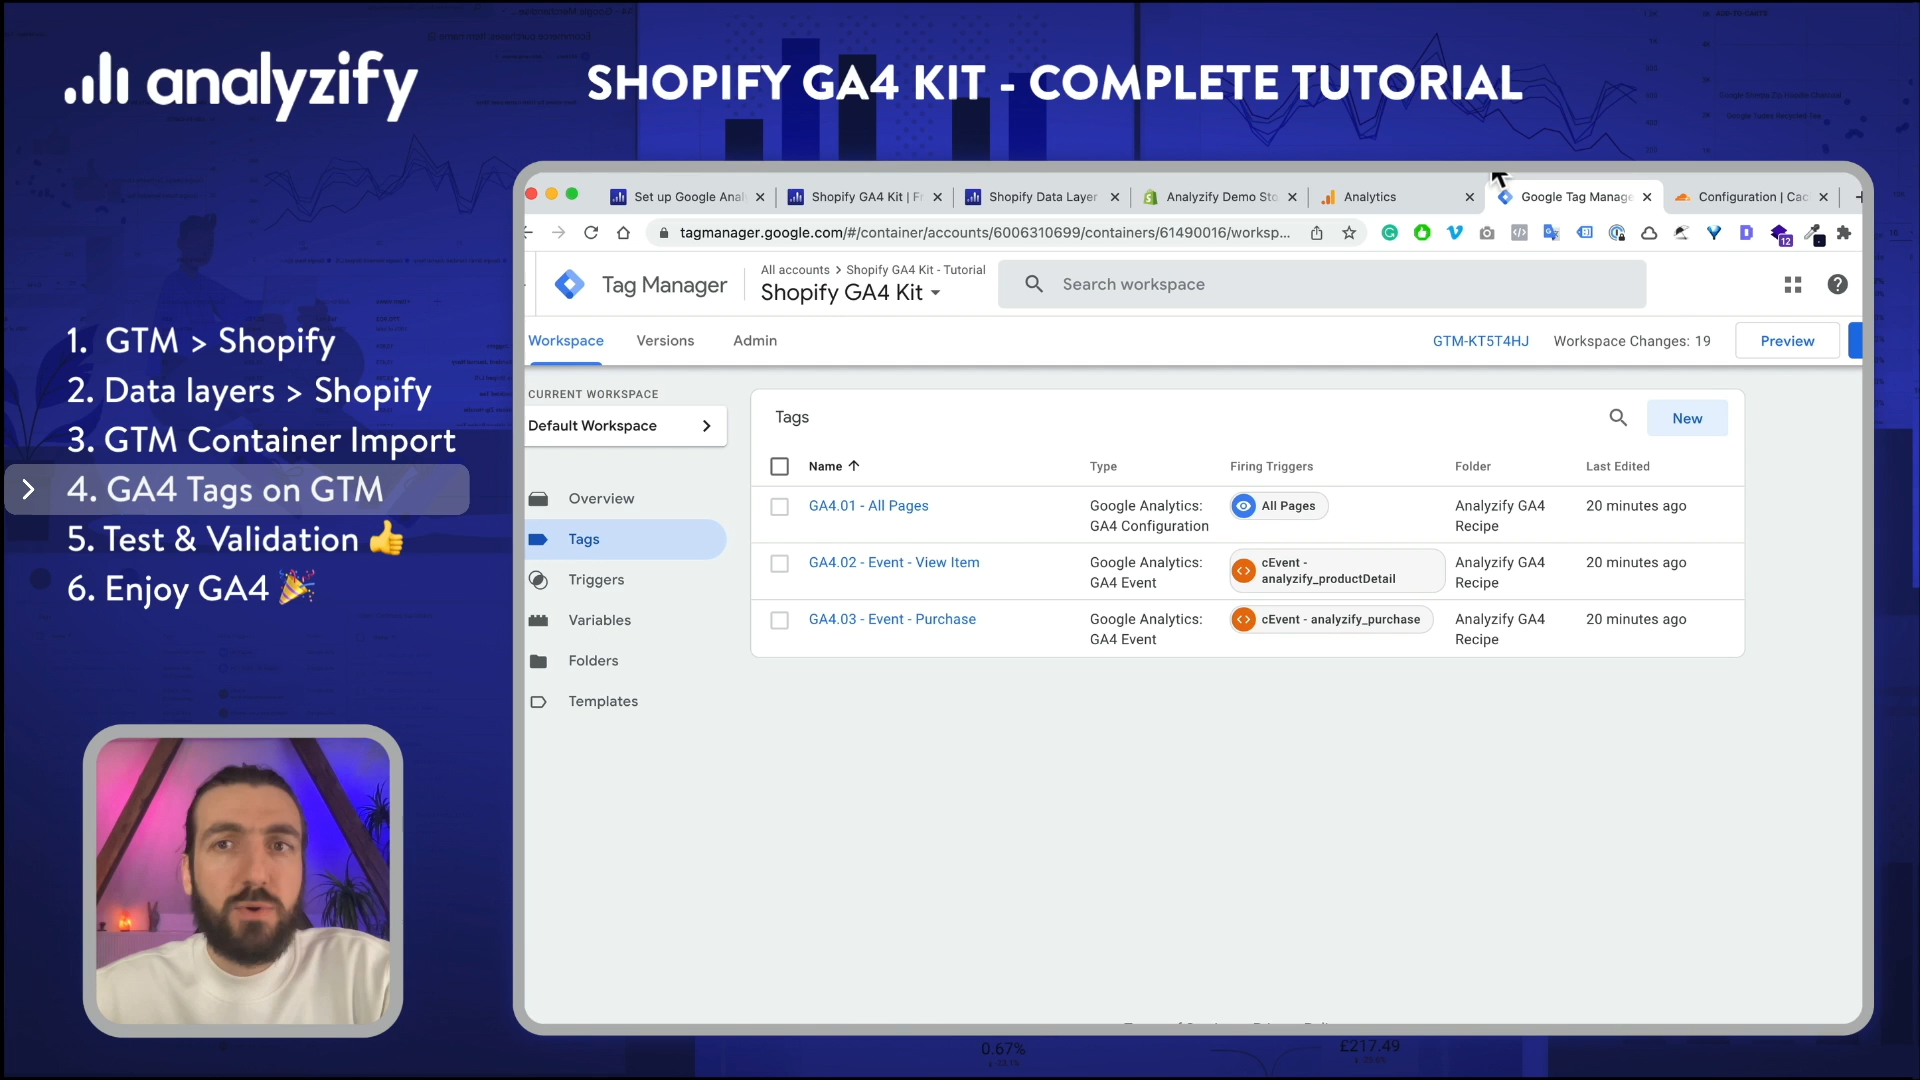 analyzify
SHOPIFY GA4 KIT - COMPLETE TUTORIAL
1. GTM > Shopify
2. Data layers > Shopify
3. GTM Container Import
4. GA4 Tags on GTM
5. Test & Validation 👍
6. Enjoy GA4 🎉
Set up Google Anal
Shopify GA4 Kit | Fr
Shopify Data Layer
Analyzify Demo Sto
Analytics
Google Tag Manage
Configuration | Cac
tagmanager.google.com/#/container/accounts/6006310699/containers/61490016/worksp...
12
Tag Manager
All accounts > Shopify GA4 Kit - Tutorial
Shopify GA4 Kit
Search workspace
Workspace
Versions
Admin
GTM-KT5T4HJ
Workspace Changes: 19
Preview
CURRENT WORKSPACE
Default Workspace
Overview
Tags
Triggers
Variables
Folders
Templates
Tags
New
Name
Type
Firing Triggers
Folder
Last Edited
GA4.01 - All Pages
Google Analytics:
GA4 Configuration
All Pages
Analyzify GA4
Recipe
20 minutes ago
GA4.02 - Event - View Item
Google Analytics:
GA4 Event
cEvent -
analyzify_productDetail
Analyzify GA4
Recipe
20 minutes ago
GA4.03 - Event - Purchase
Google Analytics:
GA4 Event
cEvent - analyzify_purchase
Analyzify GA4
Recipe
20 minutes ago
0.67%
£217.49